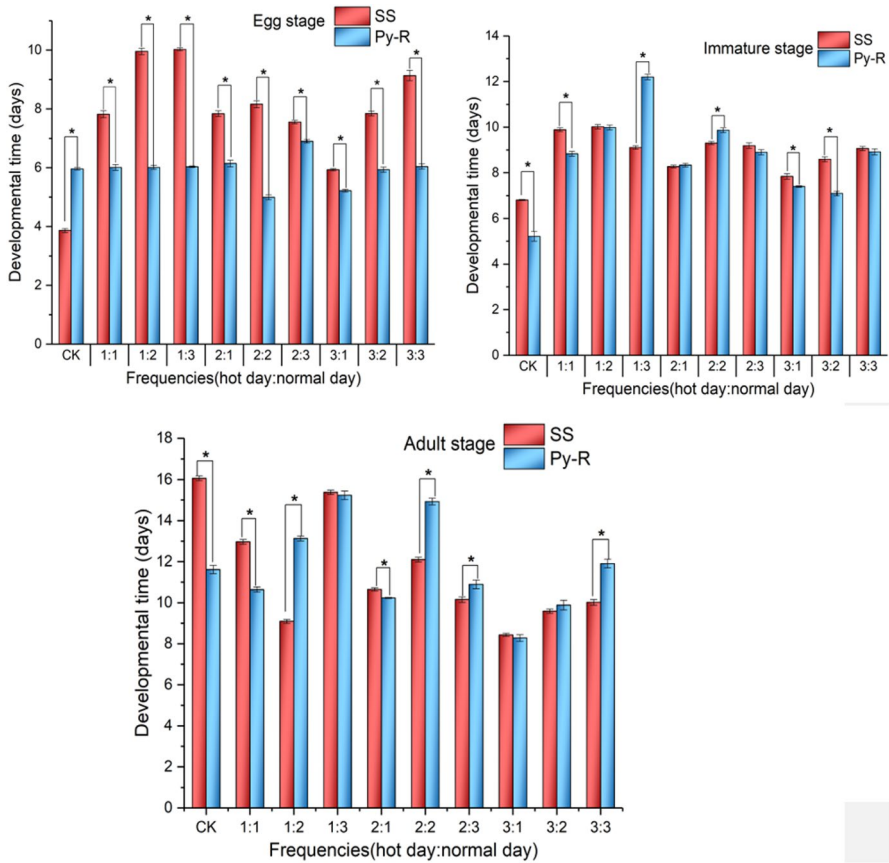 Egg stage
SS
Py-R
Developmental time (days)
10
8
6
4
2
0
* * * * * * * * * *
CK 1:1 1:2 1:3 2:1 2:2 2:3 3:1 3:2 3:3
Frequencies(hot day:normal day)
Immature stage
SS
Py-R
Developmental time (days)
14
12
10
8
6
4
2
0
* * * * * *
CK 1:1 1:2 1:3 2:1 2:2 2:3 3:1 3:2 3:3
Frequencies(hot day:normal day)
Adult stage
SS
Py-R
Developmental time (days)
18
16
14
12
10
8
6
4
2
0
* * * * * * *
CK 1:1 1:2 1:3 2:1 2:2 2:3 3:1 3:2 3:3
Frequencies(hot day:normal day)